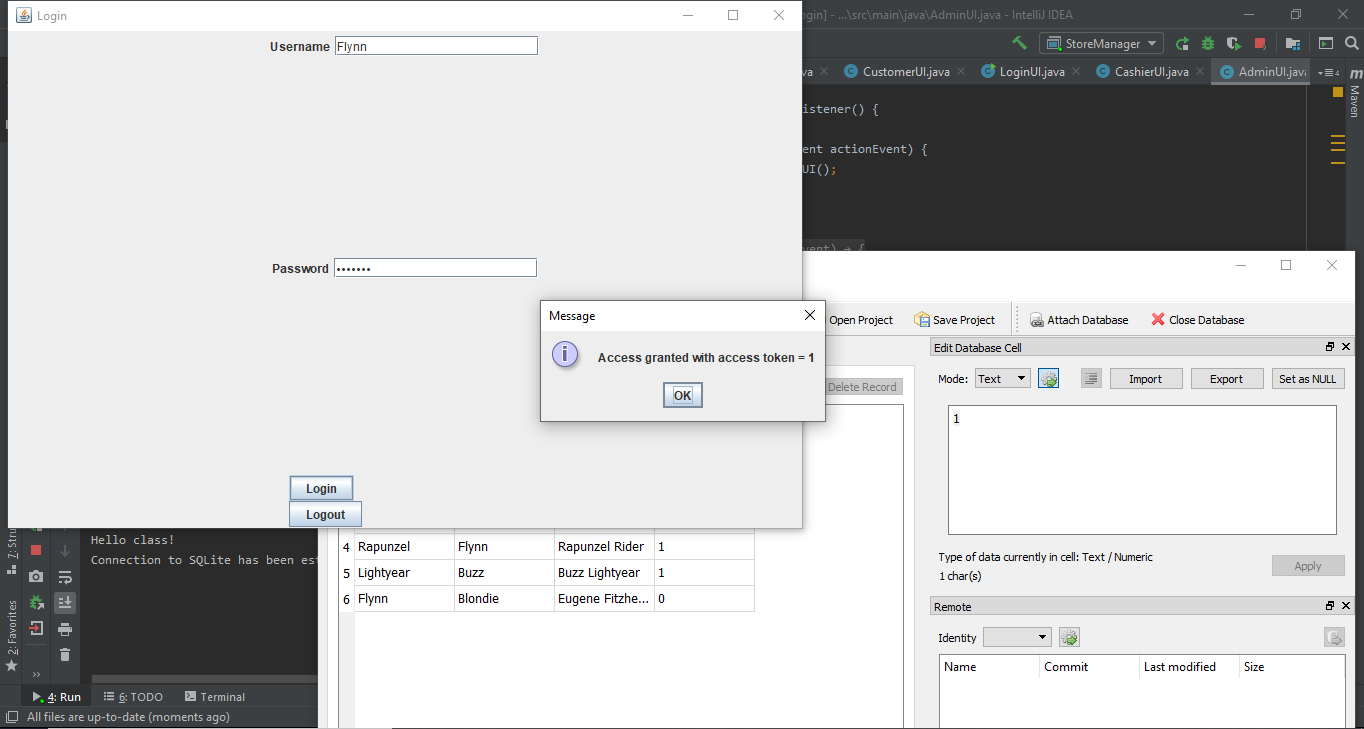 Login
ogin] - ...\src\main\java\AdminUI.java - IntelliJ IDEA
Username Flynn
StoreManager
va CustomerUI.java LoginUI.java CashierUI.java AdminUI.java 4
Maven
istener() {
ent actionEvent) {
UI();
Password •••••••
Message
Access granted with access token = 1
OK
Open Project Save Project Attach Database Close Database
Edit Database Cell
Mode: Text Import Export Set as NULL
Delete Record
1
Type of data currently in cell: Text / Numeric
1 char(s)
Apply
Remote
Identity
Name Commit Last modified Size
Login
Logout
Hello class!
Connection to SQLite has been est
4 Rapunzel Flynn Rapunzel Rider 1
5 Lightyear Buzz Buzz Lightyear 1
6 Flynn Blondie Eugene Fitzhe... 0
2: Favorites
4: Run 6: TODO Terminal
All files are up-to-date (moments ago)